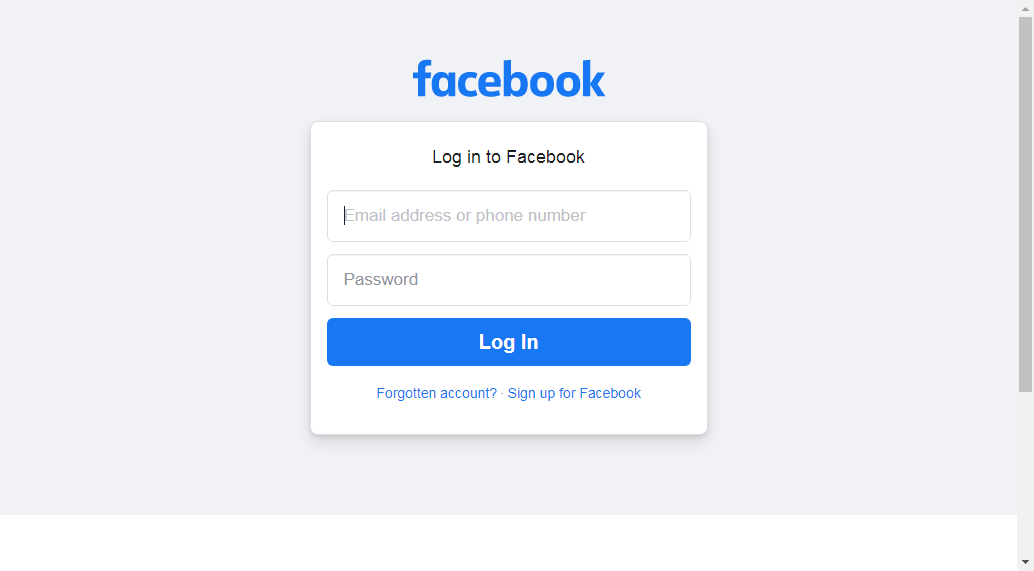 facebook
Log in to Facebook
Email address or phone number
Password
Log In
Forgotten account? · Sign up for Facebook